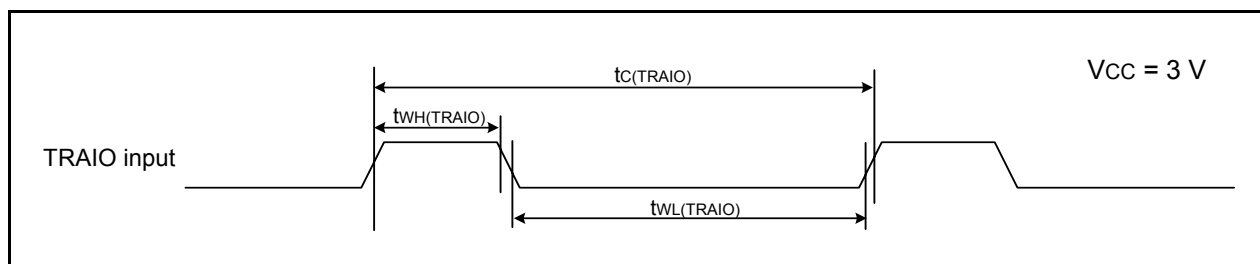 tC(TRAIO)
VCC = 3 V
tWH(TRAIO)
TRAIO input
tWL(TRAIO)